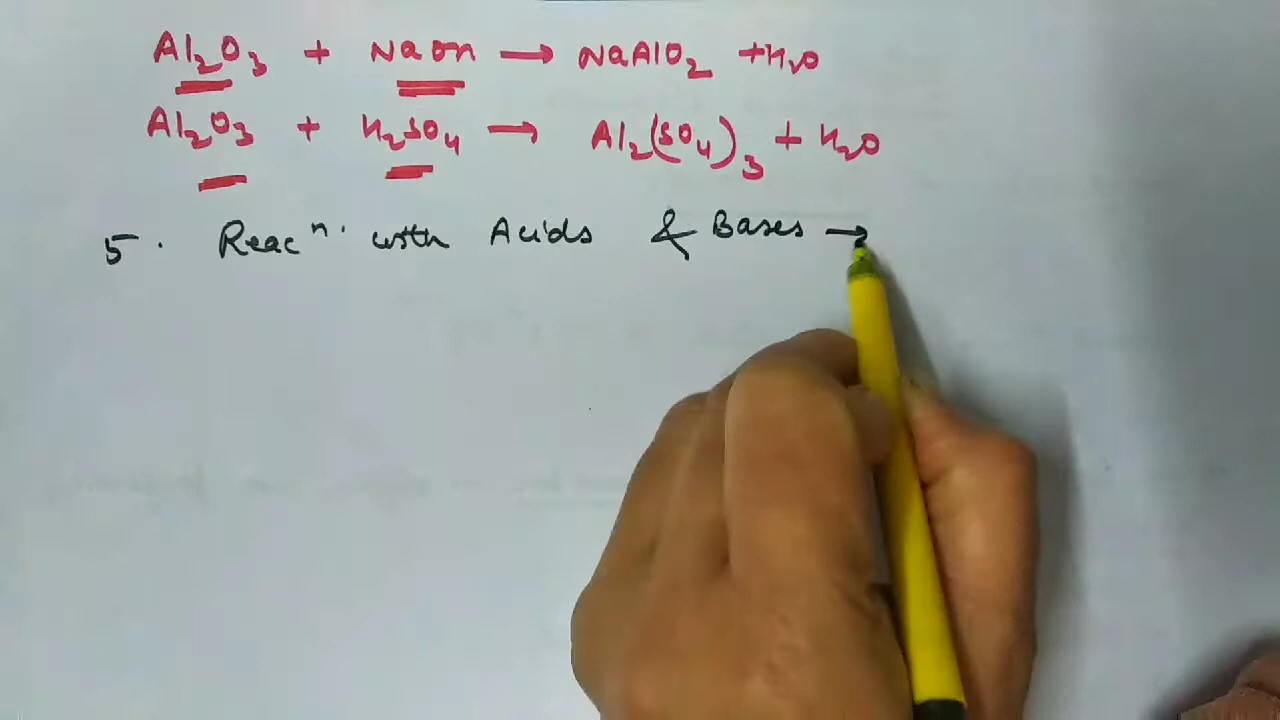 Al₂O₃ + NaOH → NaAlO₂ + H₂O
Al₂O₃ + H₂SO₄ → Al₂(SO₄)₃ + H₂O
5. Reacⁿ. with Acids & Bases →